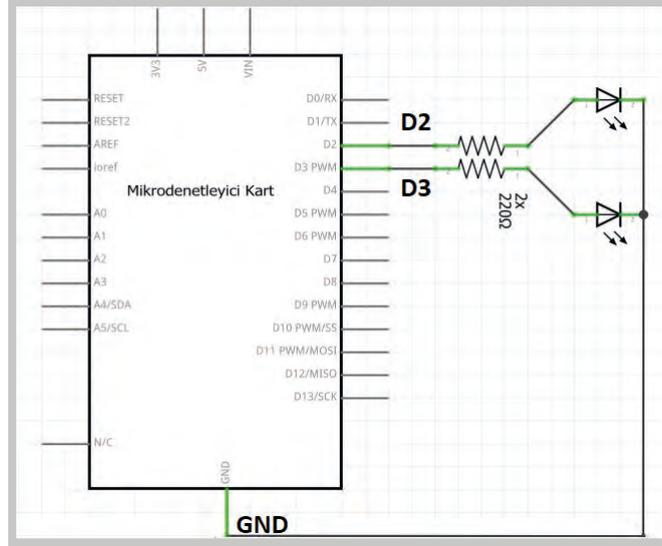 3V3
5V
VIN
RESET
RESET2
AREF
ioref
A0
A1
A2
A3
A4/SDA
A5/SCL
N/C
Mikrodenetleyici Kart
D0/RX
D1/TX
D2
D3 PWM
D4
D5 PWM
D6 PWM
D7
D8
D9 PWM
D10 PWM/SS
D11 PWM/MOSI
D12/MISO
D13/SCK
GND
D2
D3
2x
220Ω
GND